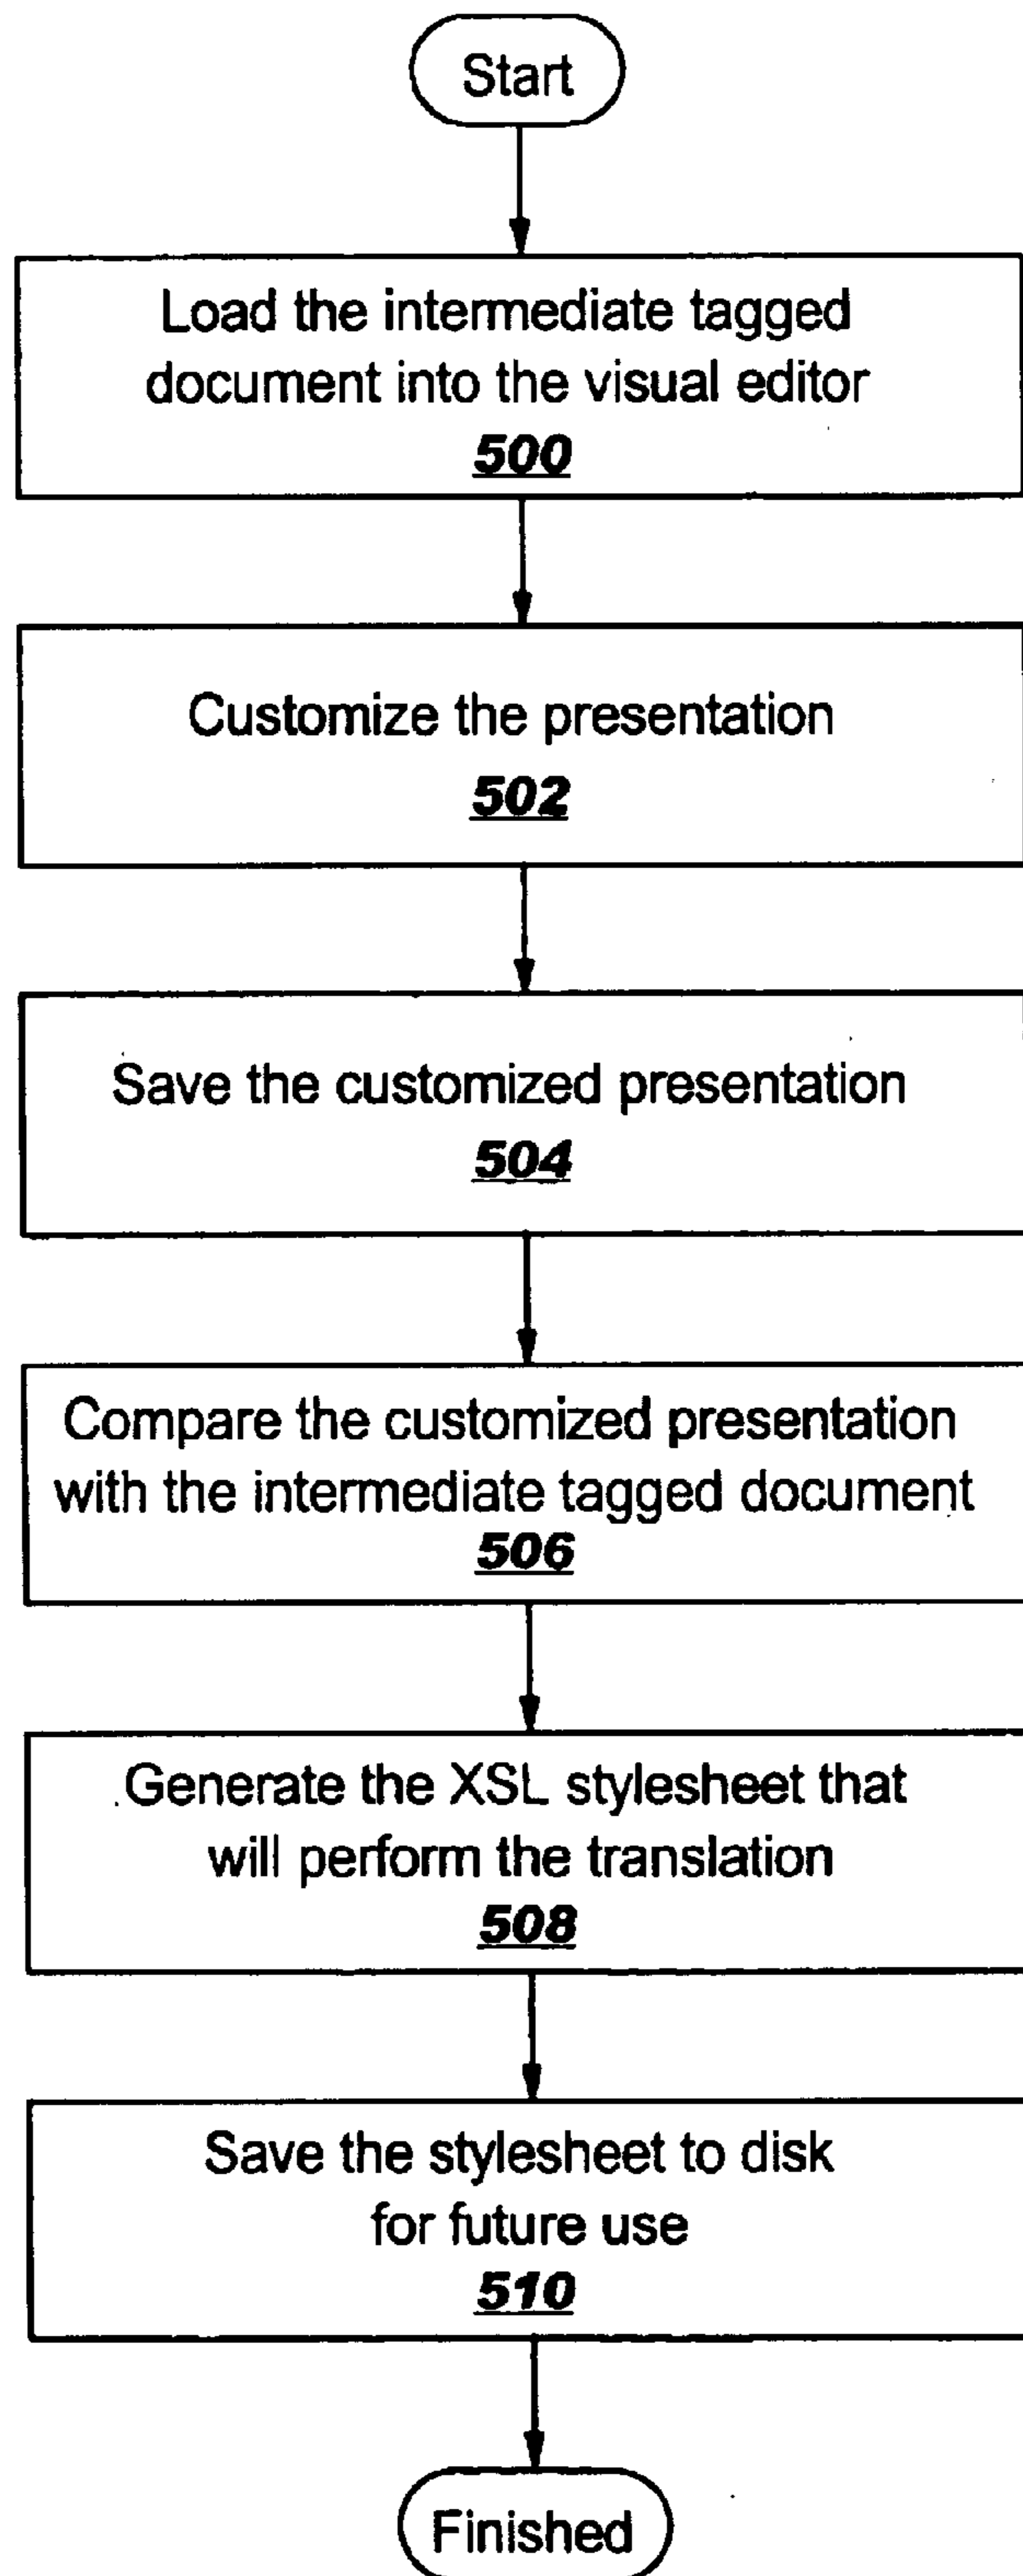 Start
Load the intermediate tagged
document into the visual editor
500
Customize the presentation
502
Save the customized presentation
504
Compare the customized presentation
with the intermediate tagged document
506
Generate the XSL stylesheet that
will perform the translation
508
Save the stylesheet to disk
for future use
510
Finished